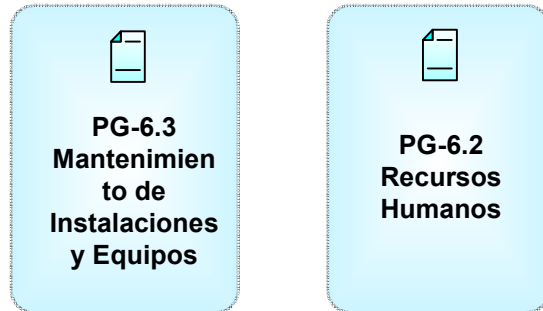 PG-6.3
Mantenimien
to de
Instalaciones
y Equipos
PG-6.2
Recursos
Humanos